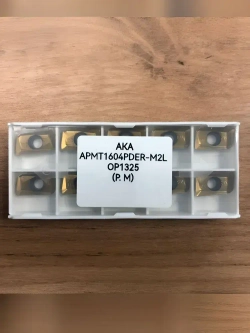 AKA
APMT1604PDER-M2L
OP1325
(P. M)